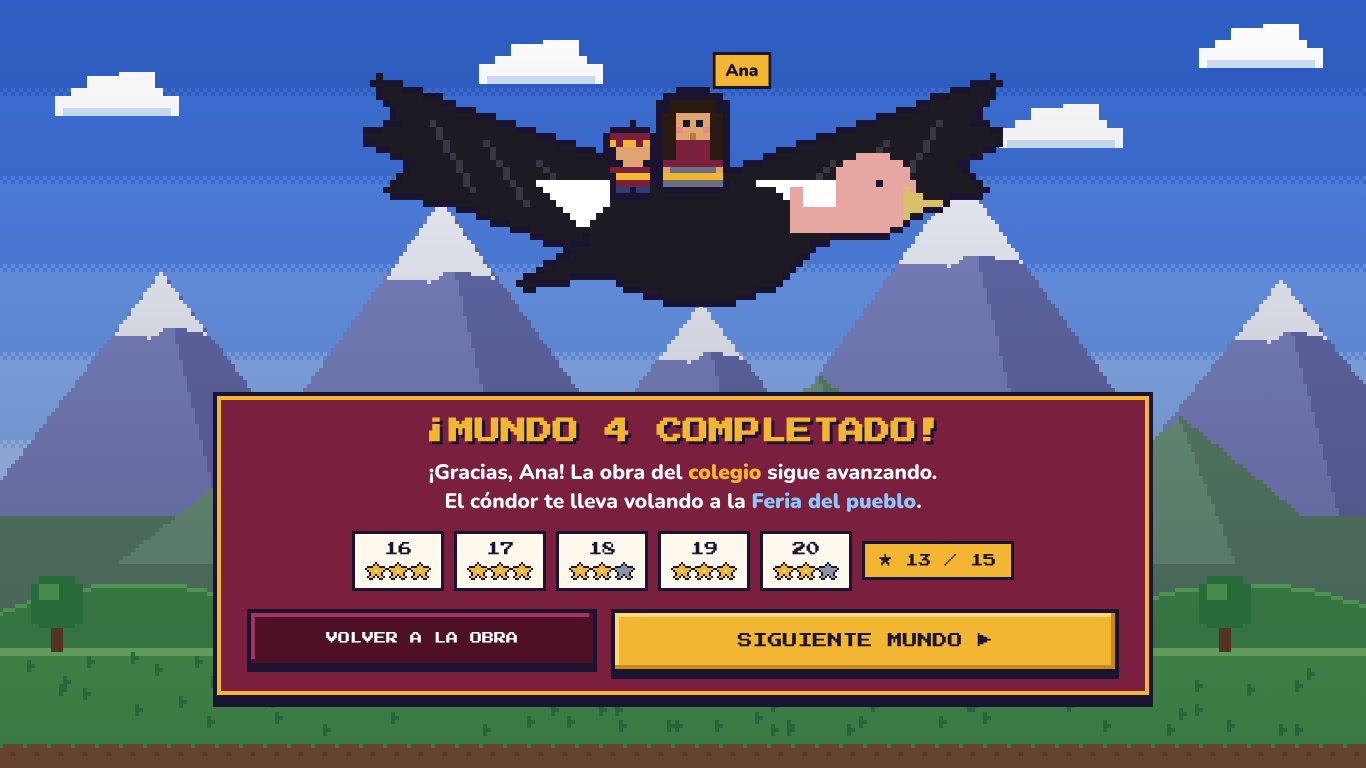 Ana
¡MUNDO 4 COMPLETADO!
¡Gracias, Ana! La obra del colegio sigue avanzando.
El cóndor te lleva volando a la Feria del pueblo.
16 17 18 19 20 ★ 13 / 15
VOLVER A LA OBRA
SIGUIENTE MUNDO ▶